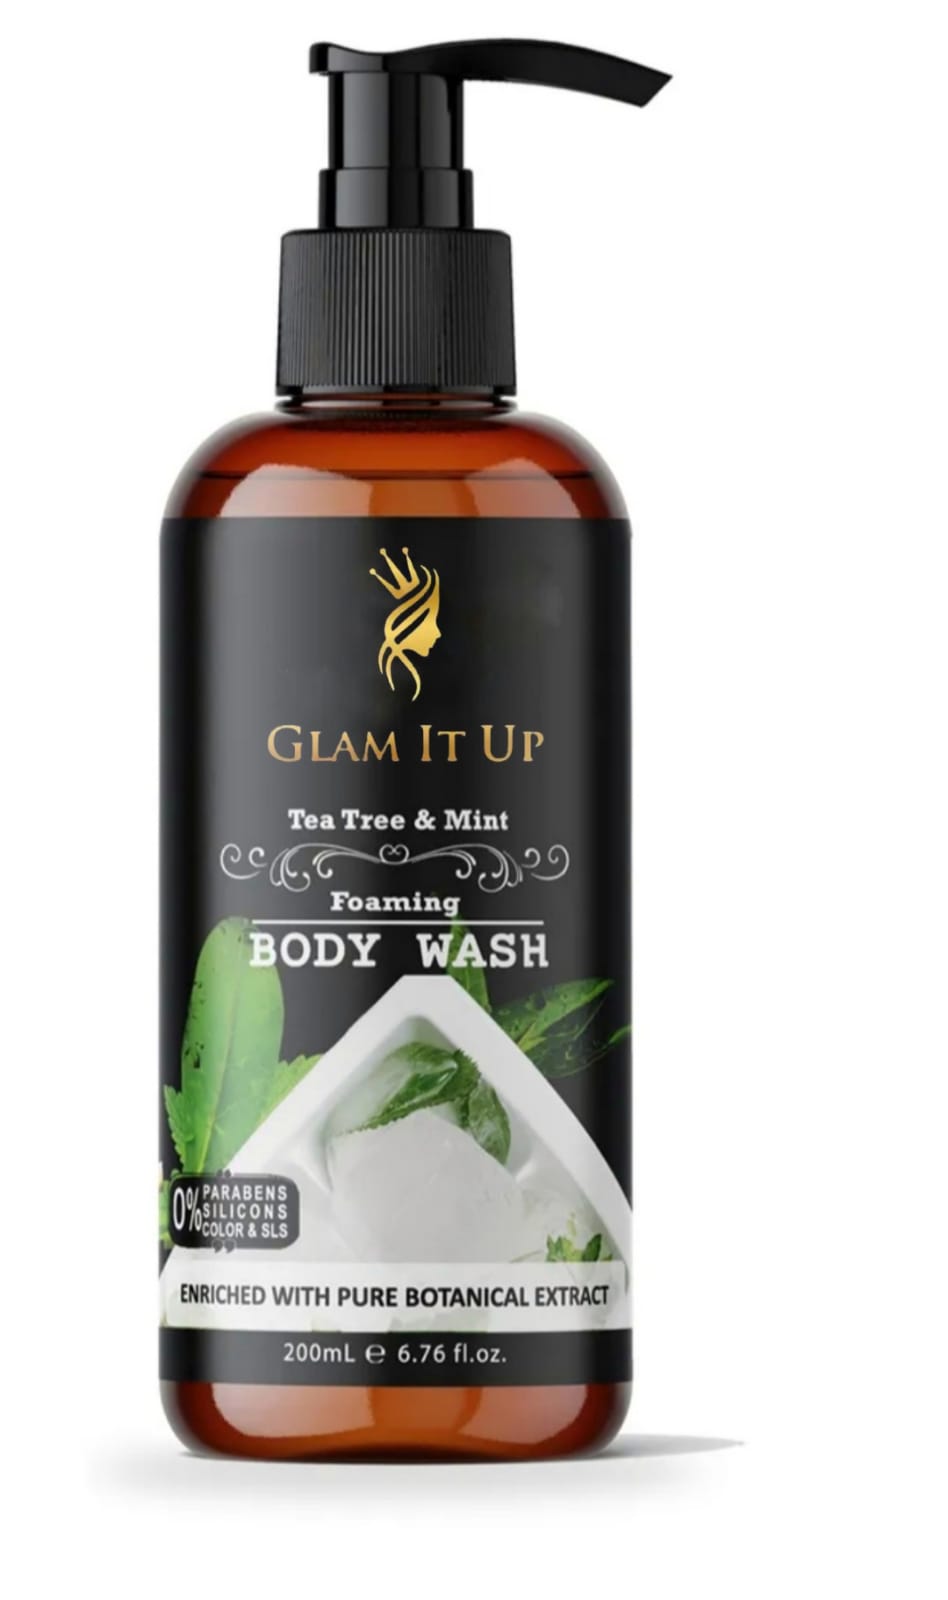 GLAM IT UP
Tea Tree & Mint
Foaming
BODY WASH
0% PARABENS
SILICONS
COLOR & SLS
ENRICHED WITH PURE BOTANICAL EXTRACT
200mL ℮ 6.76 fl.oz.